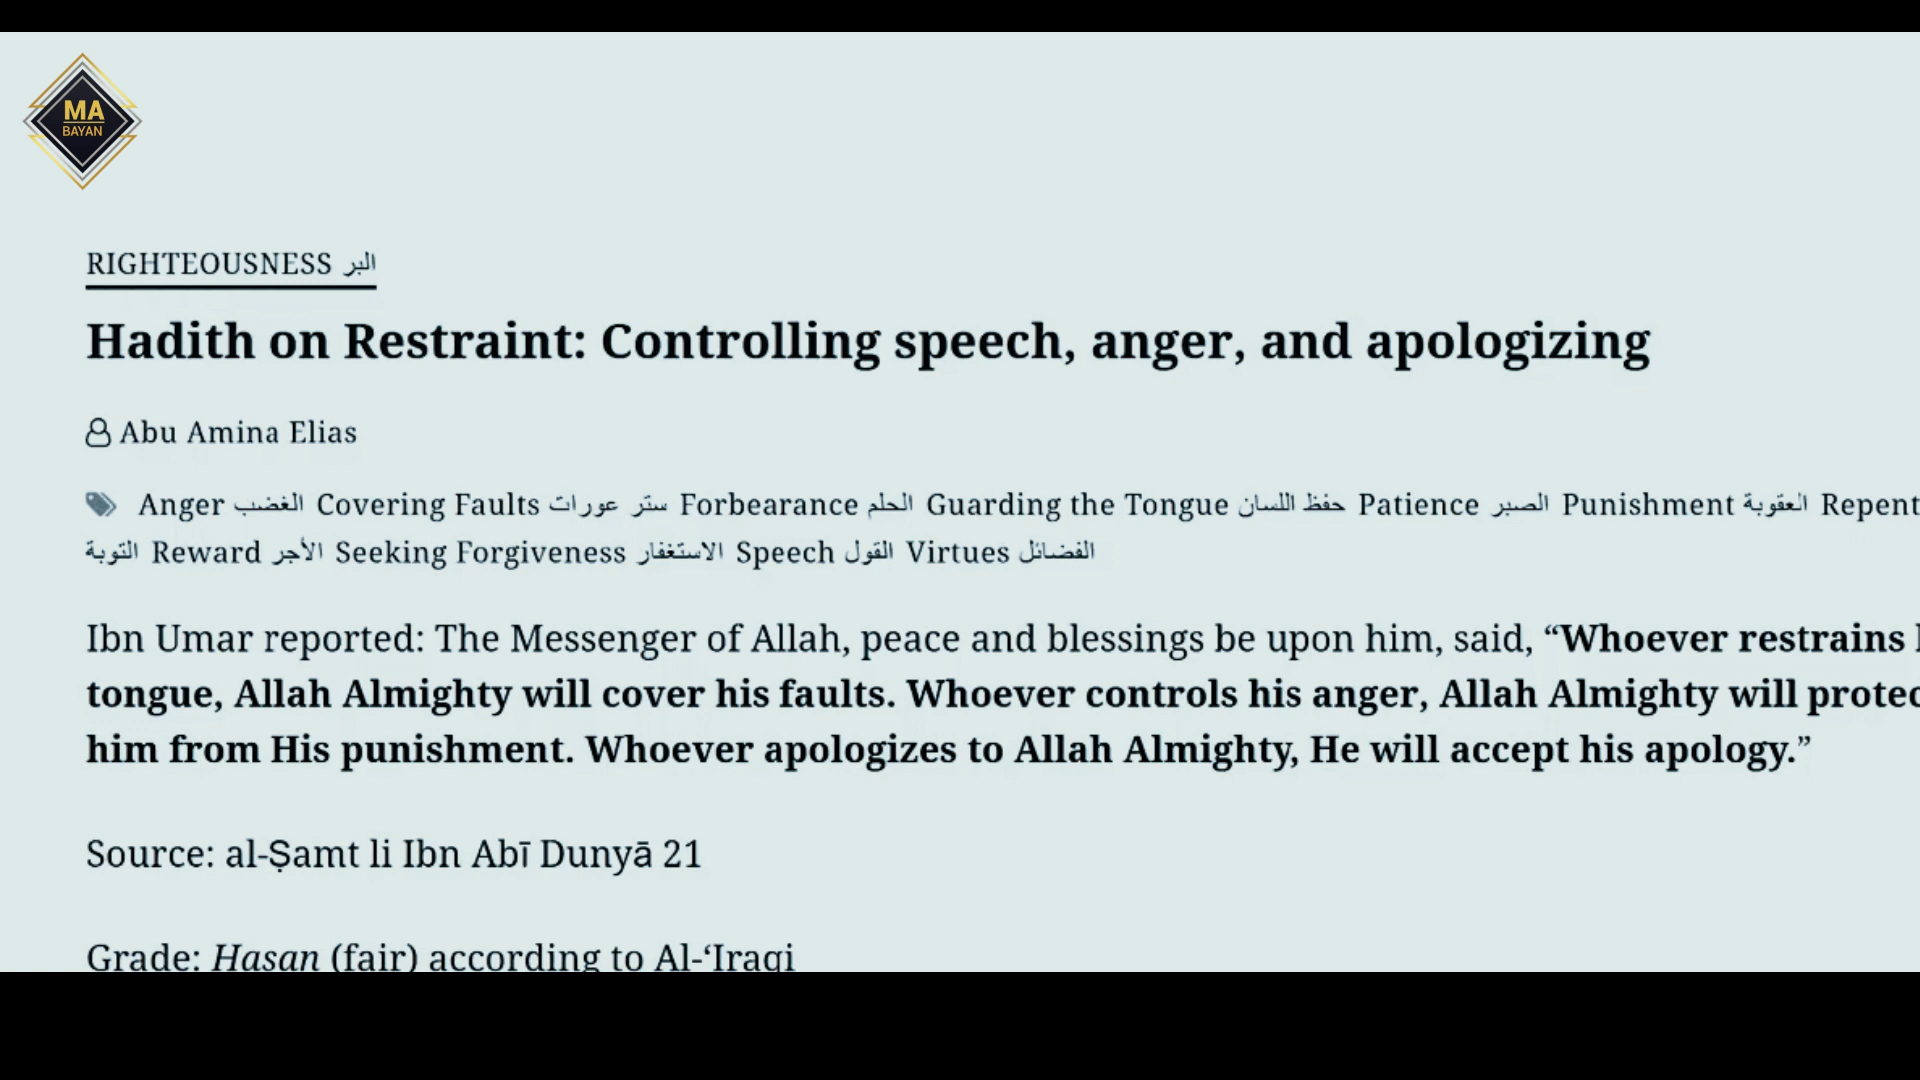 MA
BAYAN
RIGHTEOUSNESS البر
Hadith on Restraint: Controlling speech, anger, and apologizing
Abu Amina Elias
Anger الغضب Covering Faults ستر عورات Forbearance الحلم Guarding the Tongue حفظ اللسان Patience الصبر Punishment العقوبة Repent
التوبة Reward الأجر Seeking Forgiveness الاستغفار Speech القول Virtues الفضائل
Ibn Umar reported: The Messenger of Allah, peace and blessings be upon him, said, “Whoever restrains
tongue, Allah Almighty will cover his faults. Whoever controls his anger, Allah Almighty will protec
him from His punishment. Whoever apologizes to Allah Almighty, He will accept his apology.”
Source: al-Ṣamt li Ibn Abī Dunyā 21
Grade: Hasan (fair) according to Al-‘Iraqi